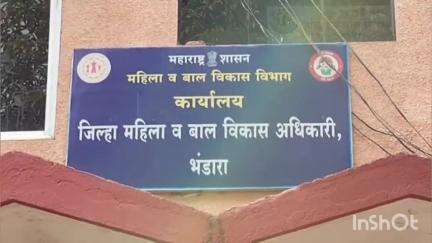 महाराष्ट्र शासन
महिला व बाल विकास विभाग
कार्यालय
जिल्हा महिला व बाल विकास अधिकारी,
भंडारा
InShOt